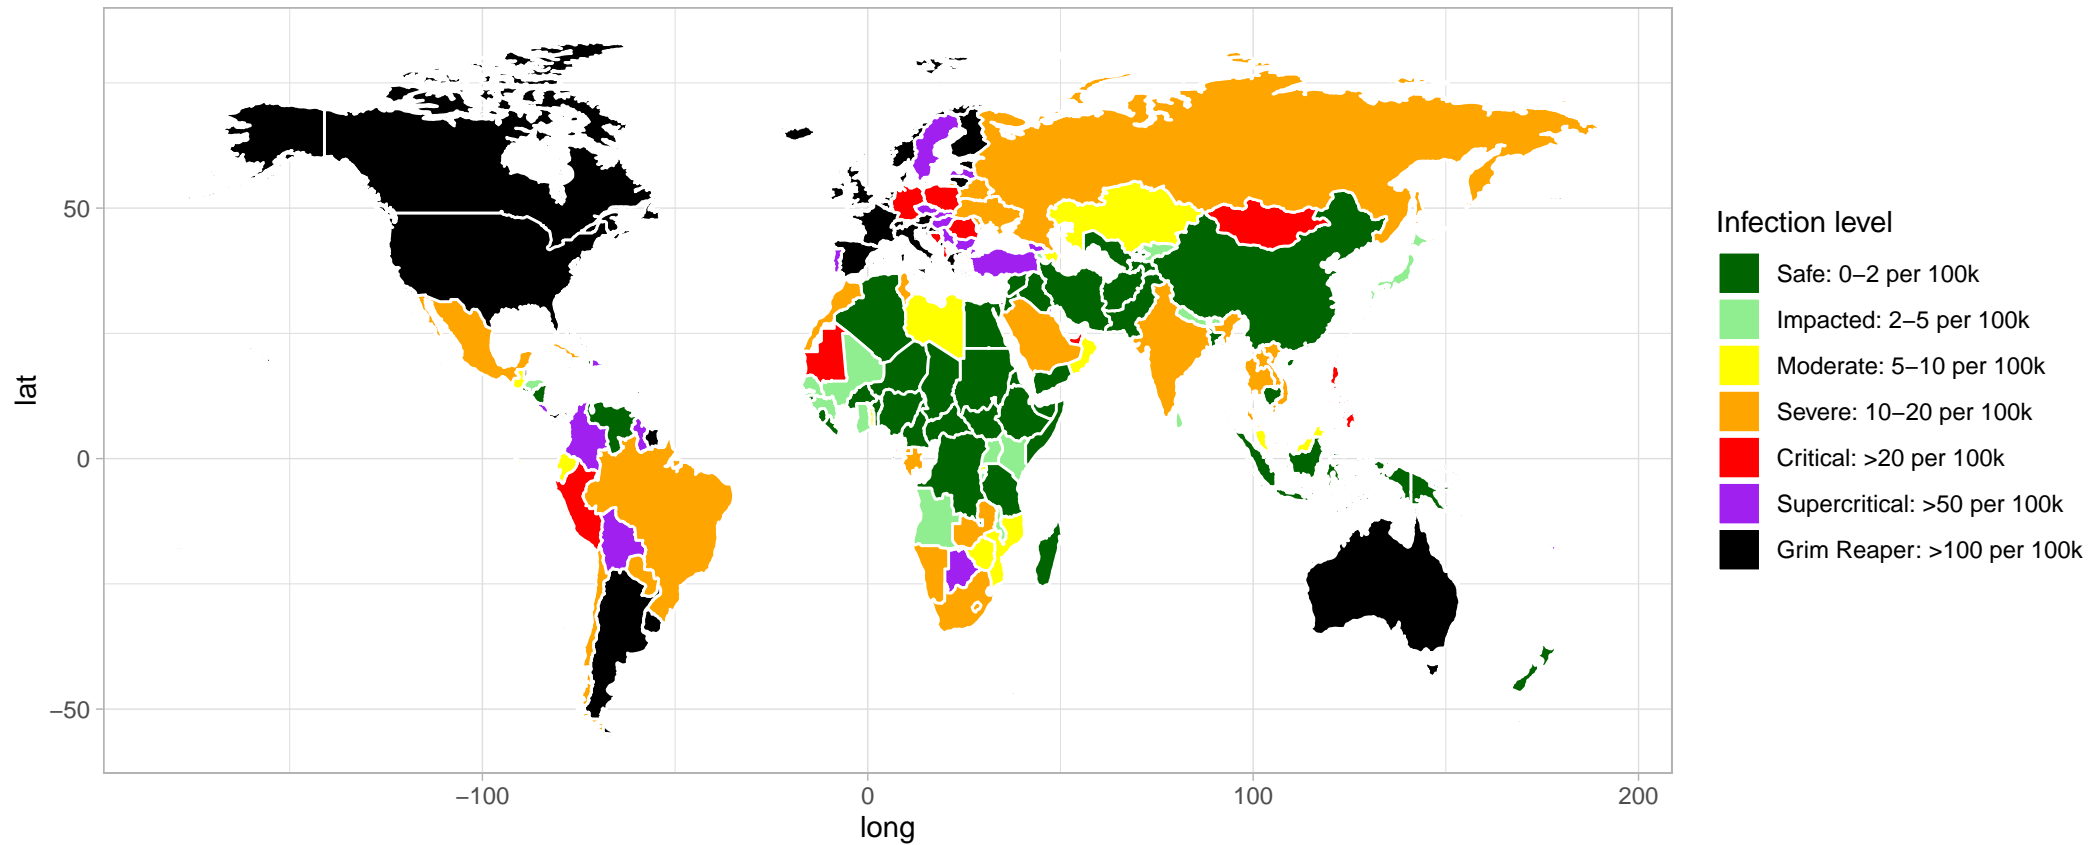 50
0
−50
lat
−100
0
100
200
long
Infection level
Safe: 0−2 per 100k
Impacted: 2−5 per 100k
Moderate: 5−10 per 100k
Severe: 10−20 per 100k
Critical: >20 per 100k
Supercritical: >50 per 100k
Grim Reaper: >100 per 100k